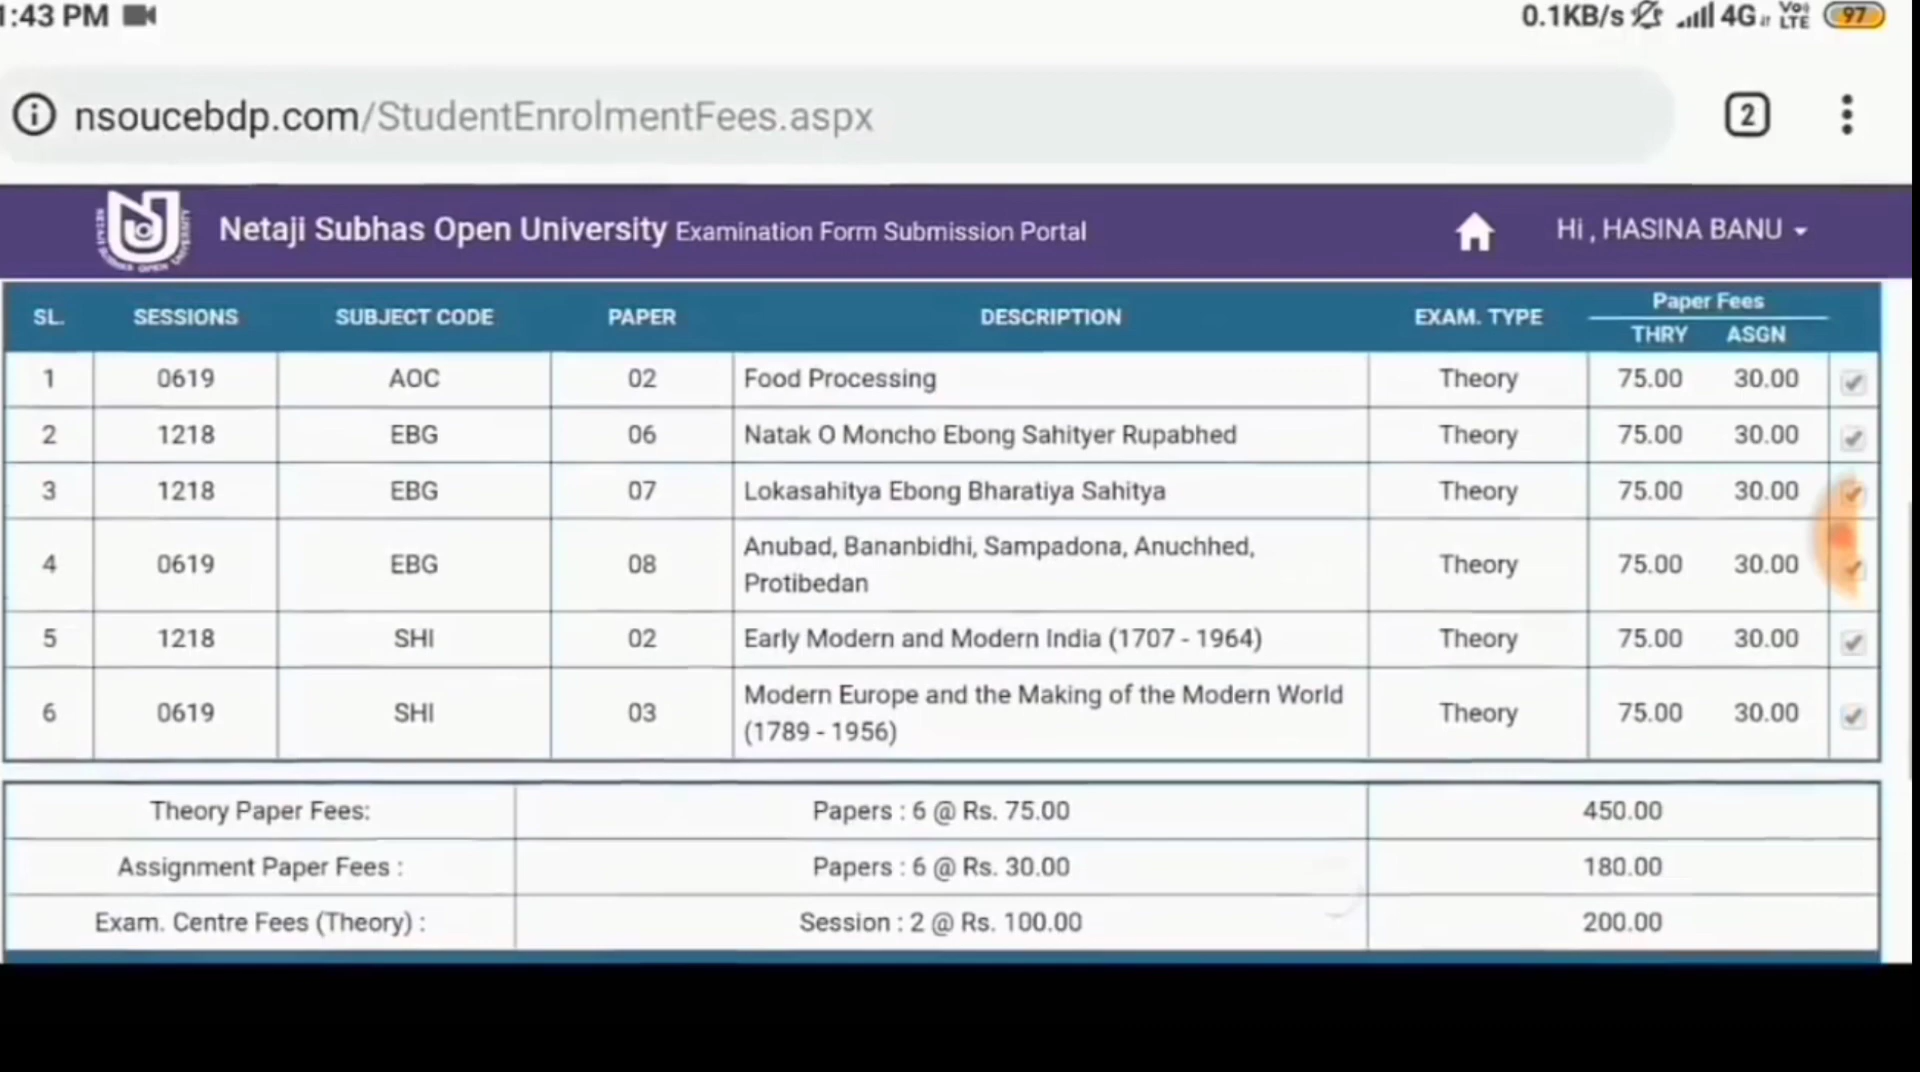 1:43 PM 0.1KB/s 4G Vo) LTE 97
nsoucebdp.com/StudentEnrolmentFees.aspx 2
NETAJI SUBHAS OPEN UNIVERSITY
Netaji Subhas Open University Examination Form Submission Portal Hi , HASINA BANU
SL. SESSIONS SUBJECT CODE PAPER DESCRIPTION EXAM. TYPE Paper Fees
THRY ASGN
1 0619 AOC 02 Food Processing Theory 75.00 30.00
2 1218 EBG 06 Natak O Moncho Ebong Sahityer Rupabhed Theory 75.00 30.00
3 1218 EBG 07 Lokasahitya Ebong Bharatiya Sahitya Theory 75.00 30.00
4 0619 EBG 08 Anubad, Bananbidhi, Sampadona, Anuchhed, Theory 75.00 30.00
Protibedan
5 1218 SHI 02 Early Modern and Modern India (1707 - 1964) Theory 75.00 30.00
6 0619 SHI 03 Modern Europe and the Making of the Modern World Theory 75.00 30.00
(1789 - 1956)
Theory Paper Fees: Papers : 6 @ Rs. 75.00 450.00
Assignment Paper Fees : Papers : 6 @ Rs. 30.00 180.00
Exam. Centre Fees (Theory) : Session : 2 @ Rs. 100.00 200.00